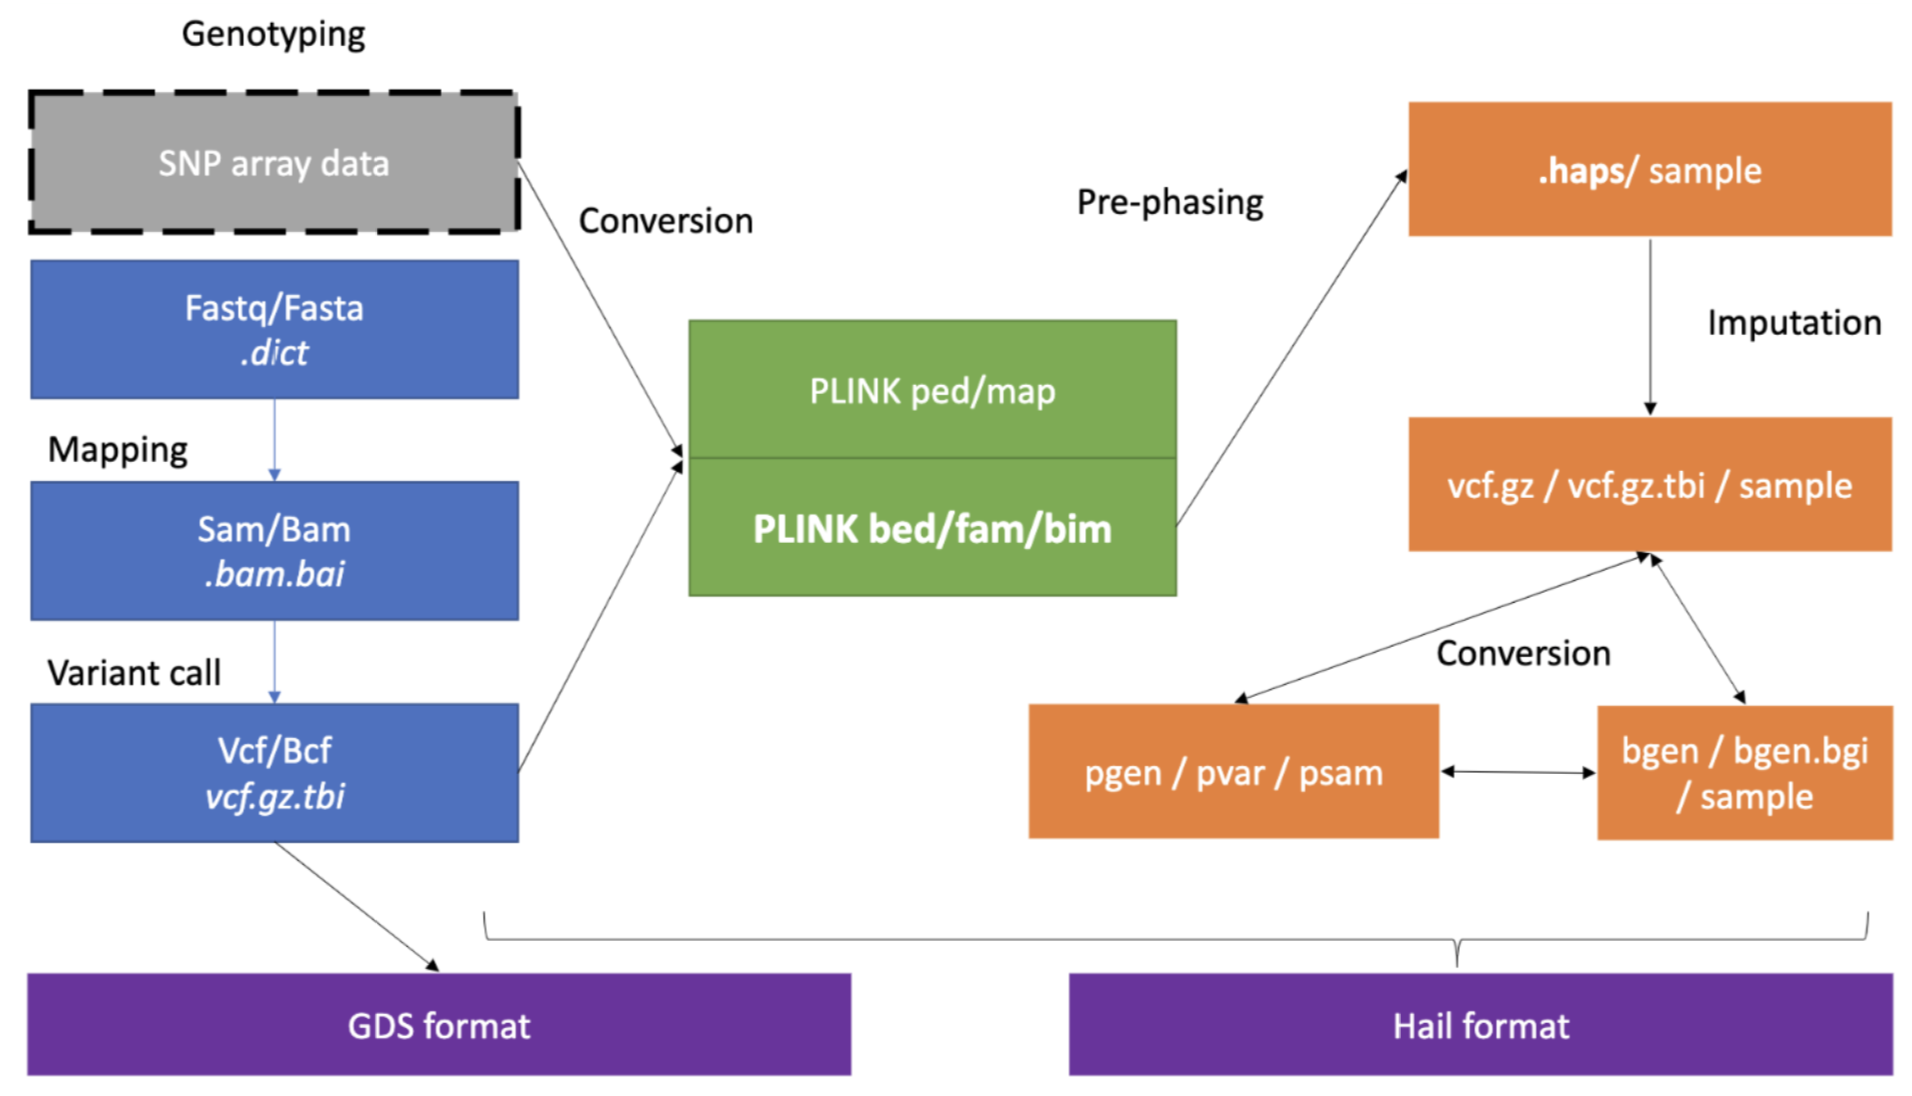 Genotyping
SNP array data
Conversion
Fastq/Fasta
.dict
Mapping
Sam/Bam
.bam.bai
Variant call
Vcf/Bcf
vcf.gz.tbi
PLINK ped/map
PLINK bed/fam/bim
Pre-phasing
.haps/ sample
Imputation
vcf.gz / vcf.gz.tbi / sample
Conversion
pgen / pvar / psam
bgen / bgen.bgi
/ sample
GDS format
Hail format